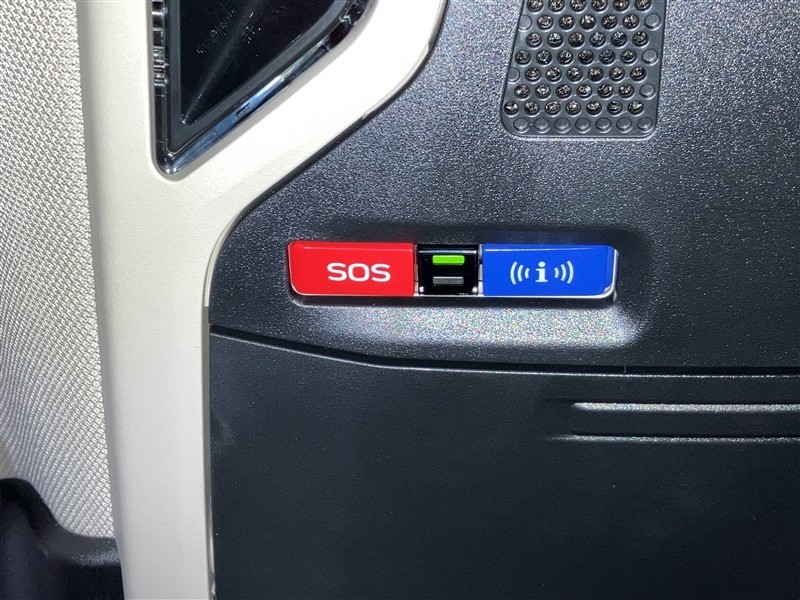 SOS
((( i )))